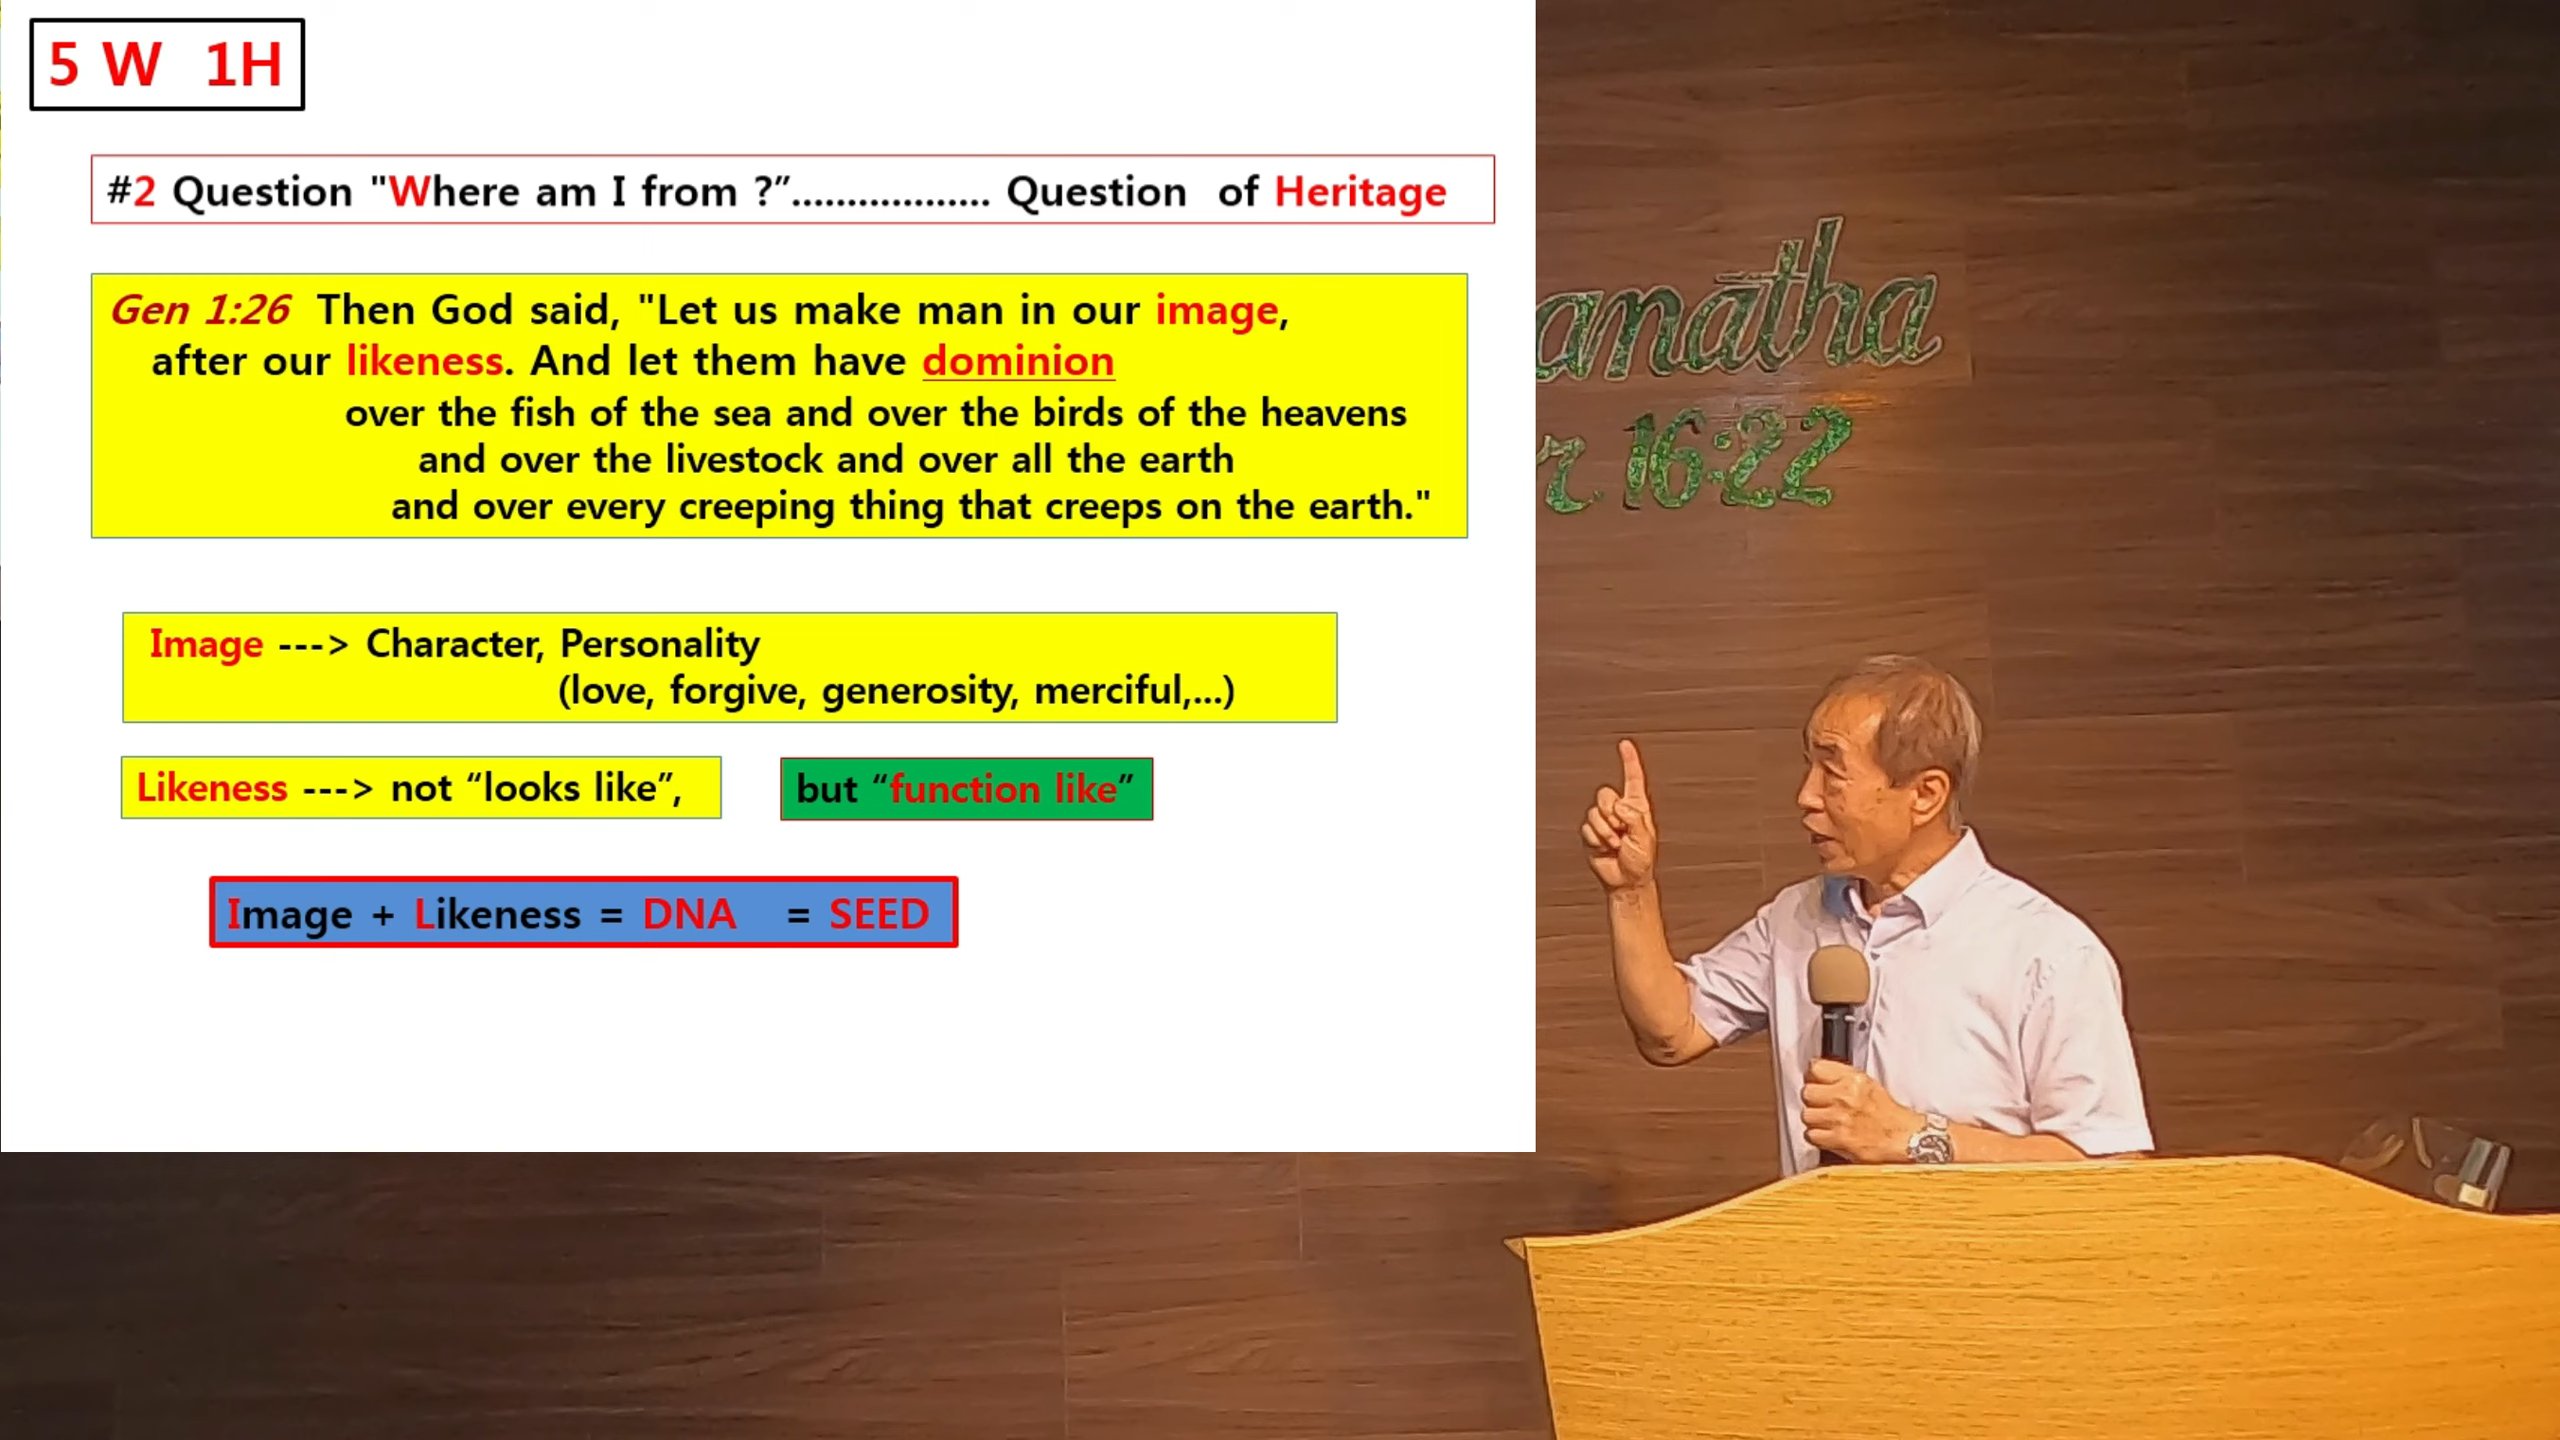 5 W 1H
#2 Question "Where am I from ?”.................. Question of Heritage
Gen 1:26 Then God said, "Let us make man in our image,
after our likeness. And let them have dominion
over the fish of the sea and over the birds of the heavens
and over the livestock and over all the earth
and over every creeping thing that creeps on the earth."
Image ---> Character, Personality
(love, forgive, generosity, merciful,...)
Likeness ---> not “looks like”,
but “function like”
Image + Likeness = DNA = SEED
anatha
r. 16:22